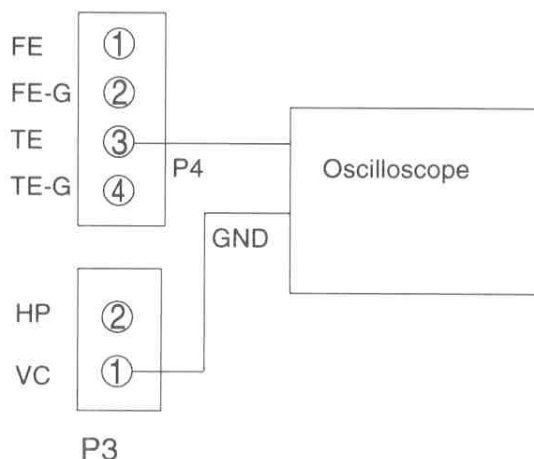 FE ①
FE-G ②
TE ③
TE-G ④
P4
Oscilloscope
GND
HP ②
VC ①
P3